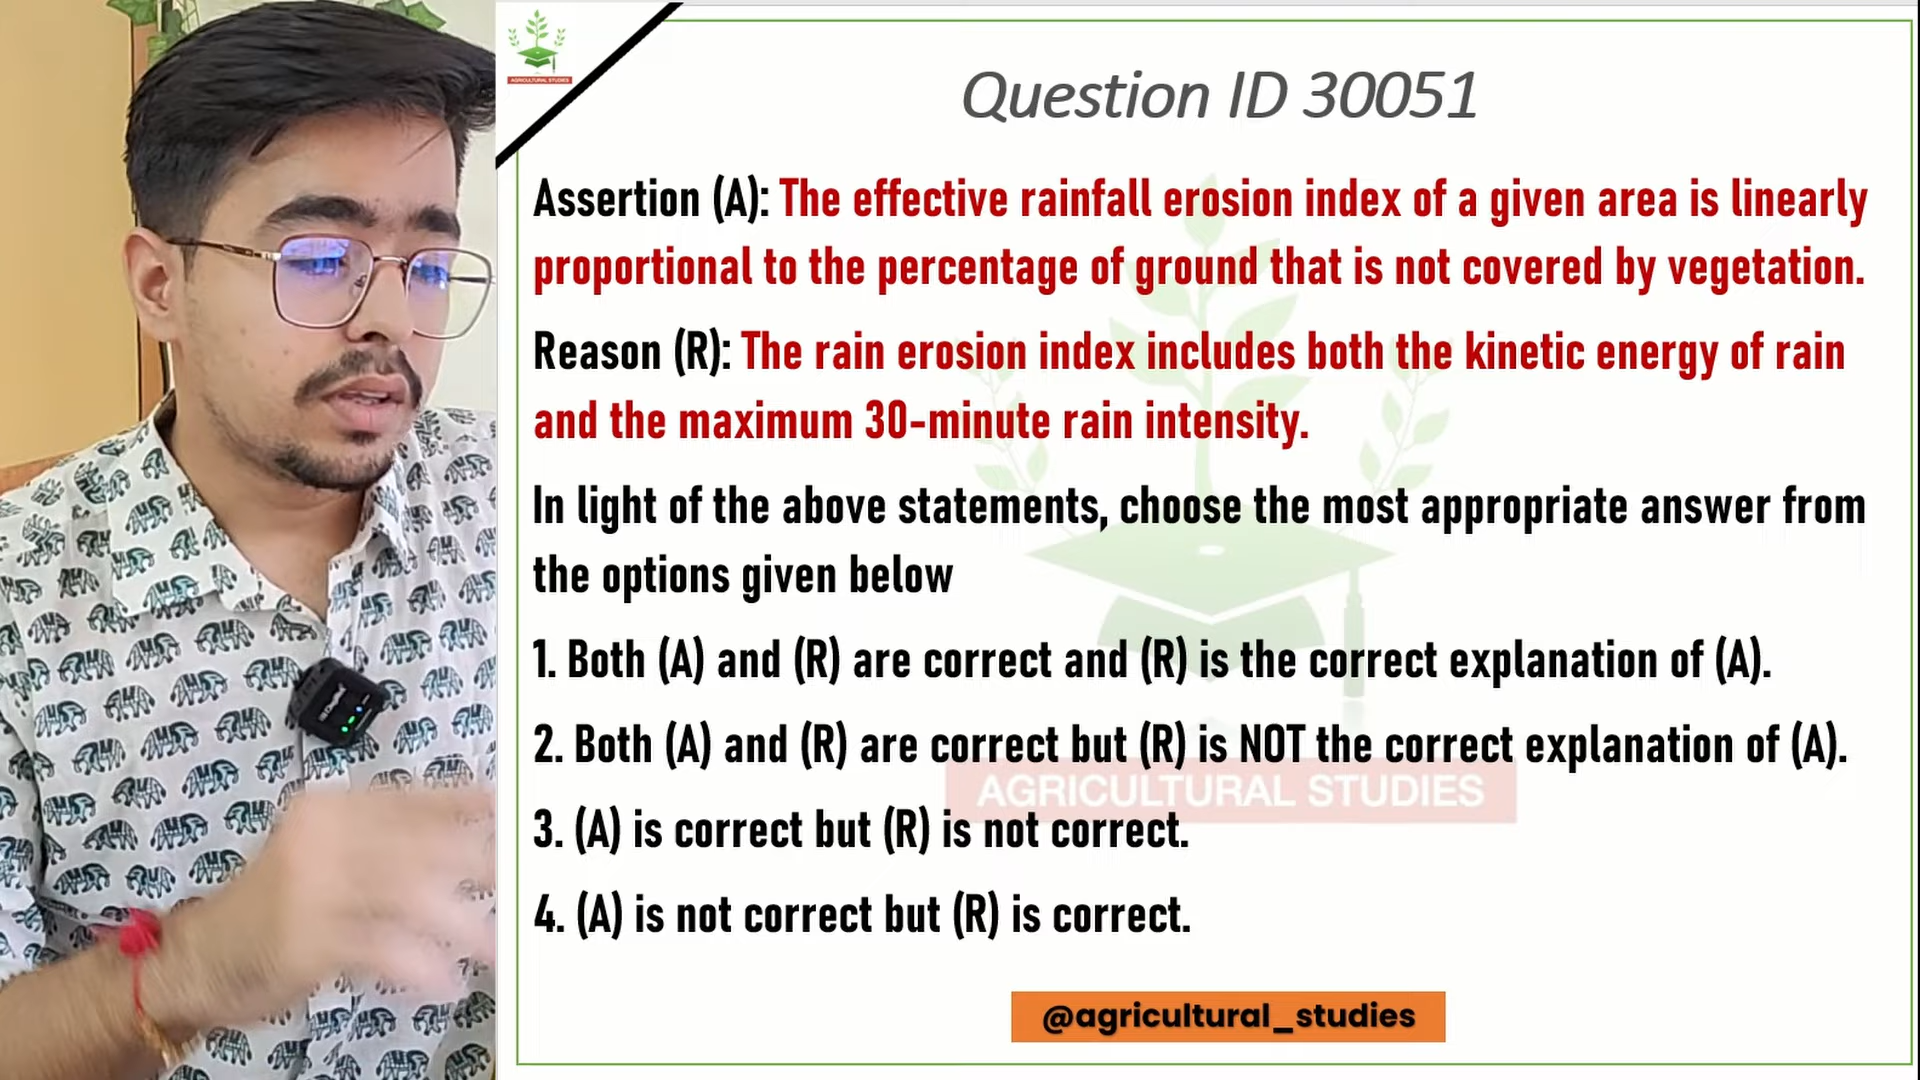 AGRICULTURAL STUDIES
Question ID 30051
Assertion (A): The effective rainfall erosion index of a given area is linearly
proportional to the percentage of ground that is not covered by vegetation.
Reason (R): The rain erosion index includes both the kinetic energy of rain
and the maximum 30-minute rain intensity.
In light of the above statements, choose the most appropriate answer from
the options given below
1. Both (A) and (R) are correct and (R) is the correct explanation of (A).
2. Both (A) and (R) are correct but (R) is NOT the correct explanation of (A).
AGRICULTURAL STUDIES
3. (A) is correct but (R) is not correct.
4. (A) is not correct but (R) is correct.
@agricultural_studies